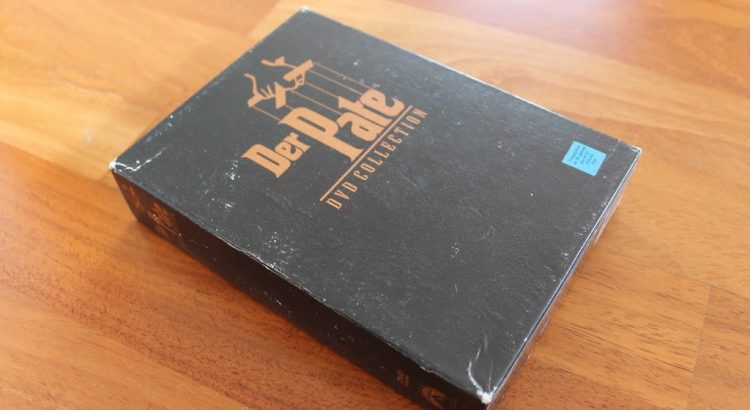 Der Pate
DVD COLLECTION